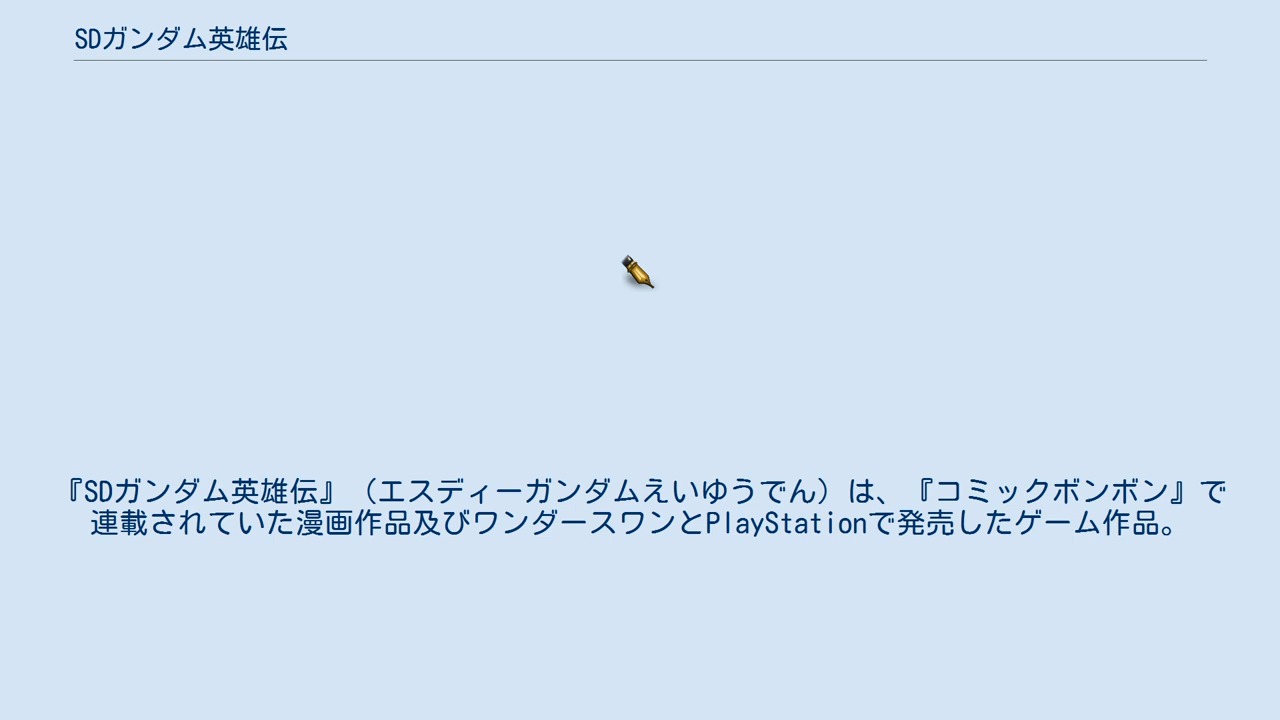 SDガンダム英雄伝
『SDガンダム英雄伝』（エスディーガンダムえいゆうでん）は、『コミックボンボン』で
連載されていた漫画作品及びワンダースワンとPlayStationで発売したゲーム作品。